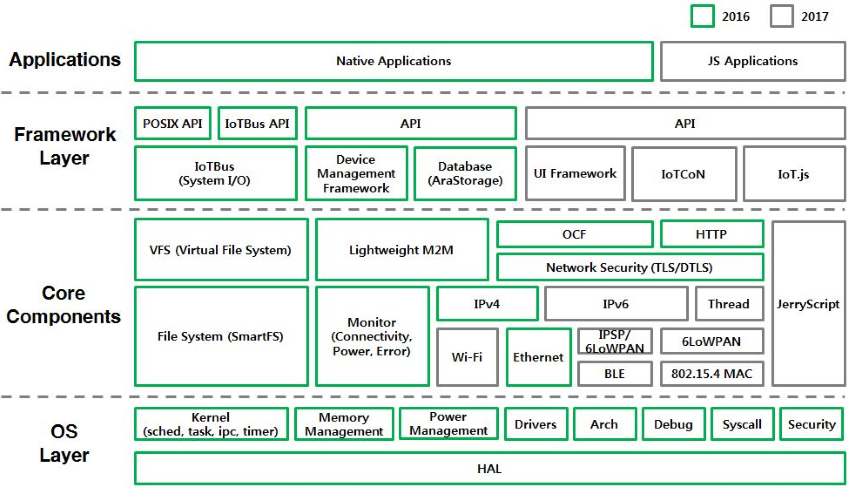 2016 2017
Applications
Native Applications
JS Applications
Framework
Layer
POSIX API
IoTBus API
API
API
IoTBus
(System I/O)
Device
Management
Framework
Database
(AraStorage)
UI Framework
IoTCoN
IoT.js
Core
Components
VFS (Virtual File System)
Lightweight M2M
OCF
HTTP
Network Security (TLS/DTLS)
JerryScript
File System (SmartFS)
Monitor
(Connectivity,
Power, Error)
IPv4
IPv6
Thread
Wi-Fi
Ethernet
IPSP/
6LoWPAN
6LoWPAN
BLE
802.15.4 MAC
OS
Layer
Kernel
(sched, task, ipc, timer)
Memory
Management
Power
Management
Drivers
Arch
Debug
Syscall
Security
HAL